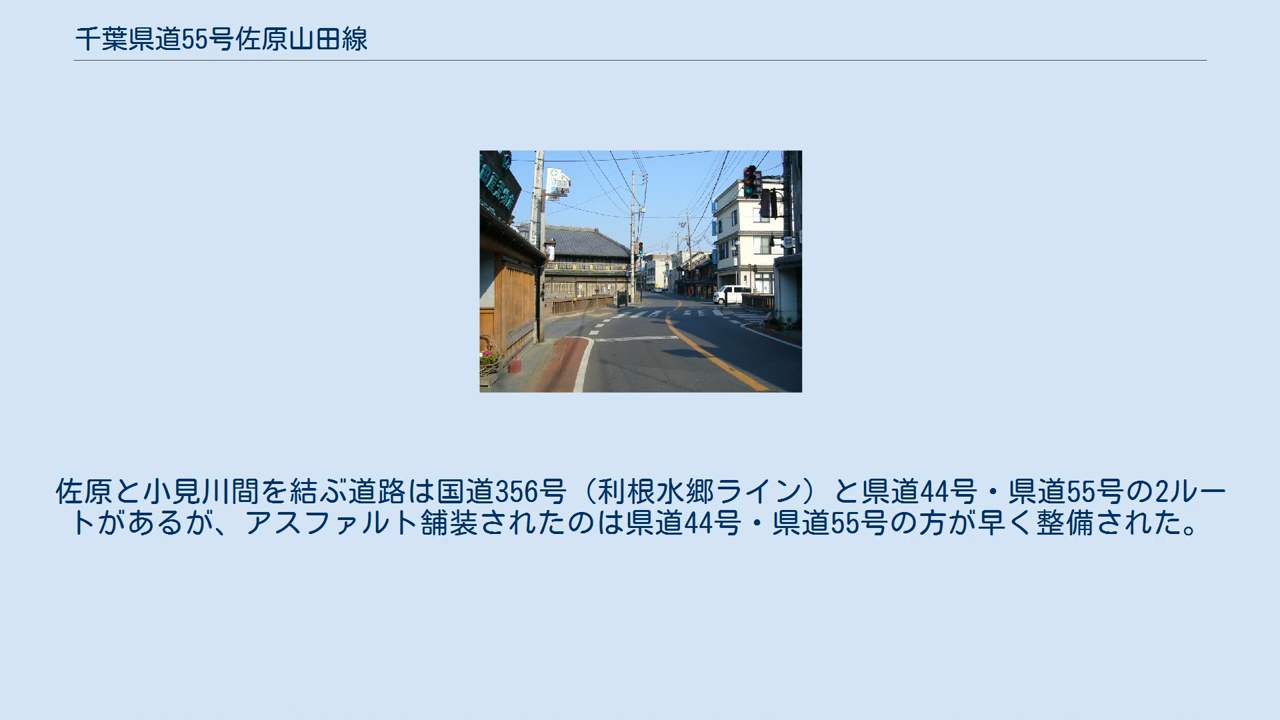 千葉県道55号佐原山田線
佐原と小見川間を結ぶ道路は国道356号（利根水郷ライン）と県道44号・県道55号の2ルー
トがあるが、アスファルト舗装されたのは県道44号・県道55号の方が早く整備された。